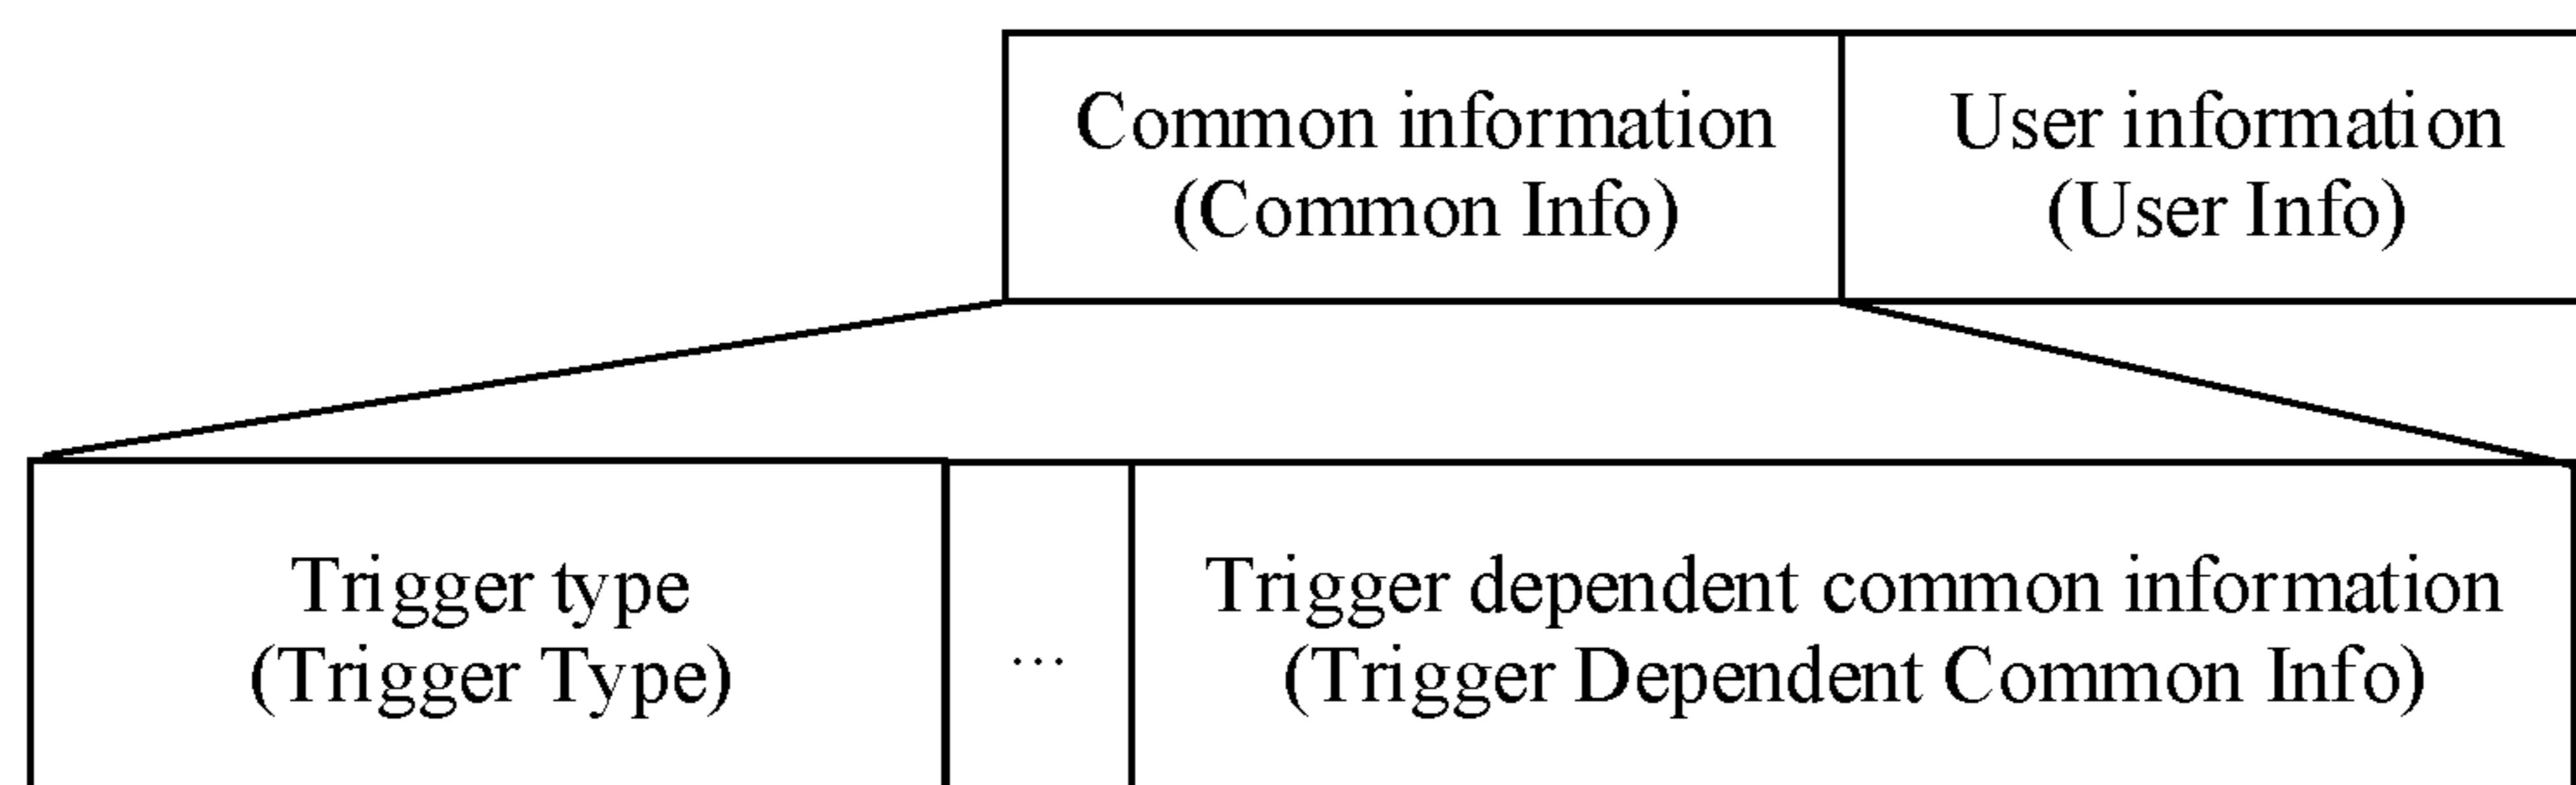 Common information
(Common Info)
User information
(User Info)
Trigger type
(Trigger Type)
...
Trigger dependent common information
(Trigger Dependent Common Info)